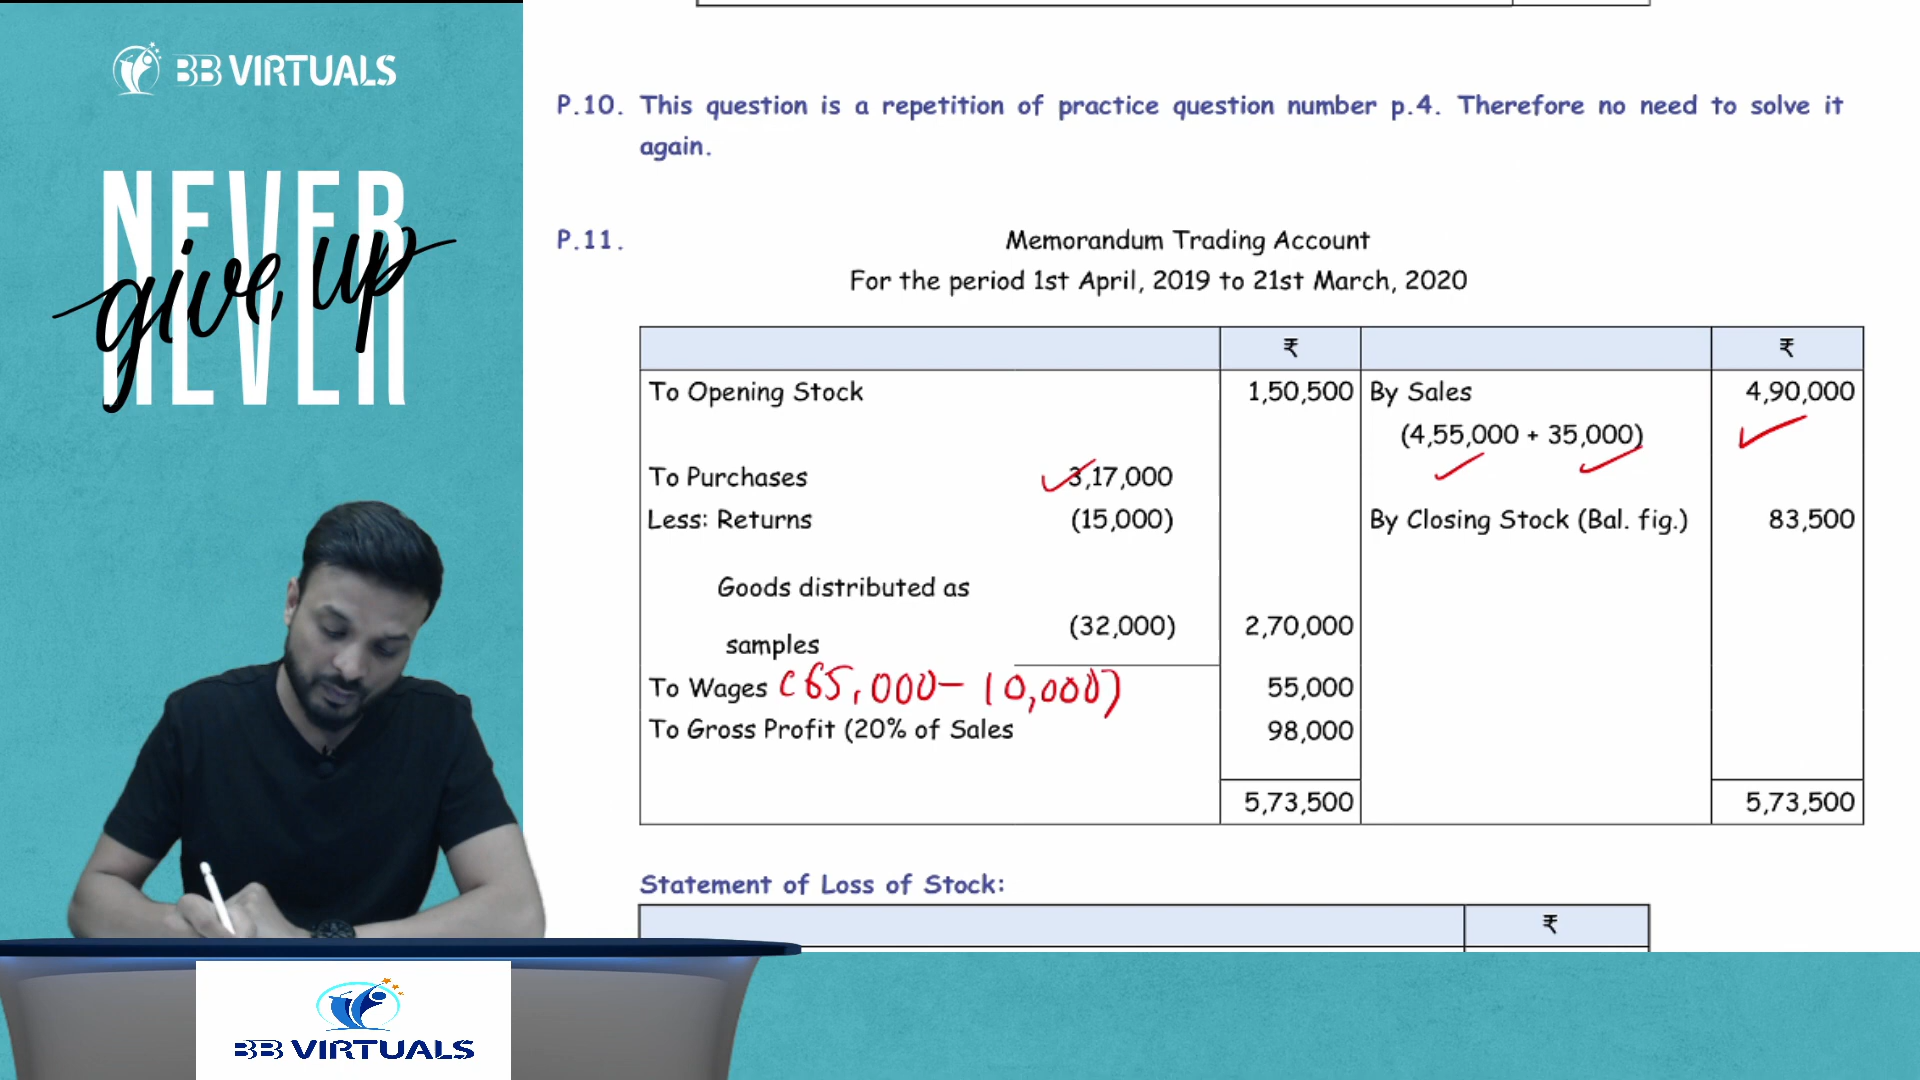 BB VIRTUALS
NEVER
give up
NEVER
P.10. This question is a repetition of practice question number p.4. Therefore no need to solve it
again.
P.11. Memorandum Trading Account
For the period 1st April, 2019 to 21st March, 2020
₹ ₹
To Opening Stock 1,50,500 By Sales 4,90,000
(4,55,000 + 35,000)
To Purchases 3,17,000
Less: Returns (15,000) By Closing Stock (Bal. fig.) 83,500
Goods distributed as
samples (32,000) 2,70,000
To Wages (65,000 - 10,000) 55,000
To Gross Profit (20% of Sales 98,000
5,73,500 5,73,500
Statement of Loss of Stock:
₹
BB VIRTUALS